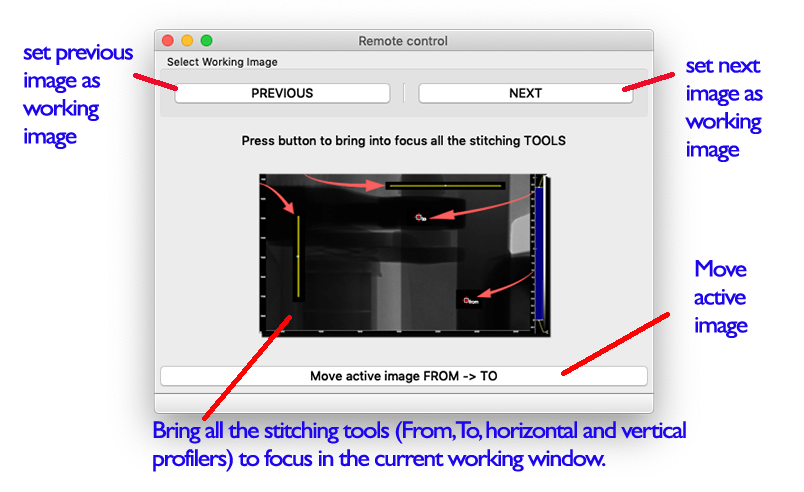 Remote control
set previous
image as
working
image
Select Working Image
PREVIOUS
NEXT
set next
image as
working
image
Press button to bring into focus all the stitching TOOLS
to
from
Move
active
image
Move active image FROM -> TO
Bring all the stitching tools (From,To, horizontal and vertical
profilers) to focus in the current working window.